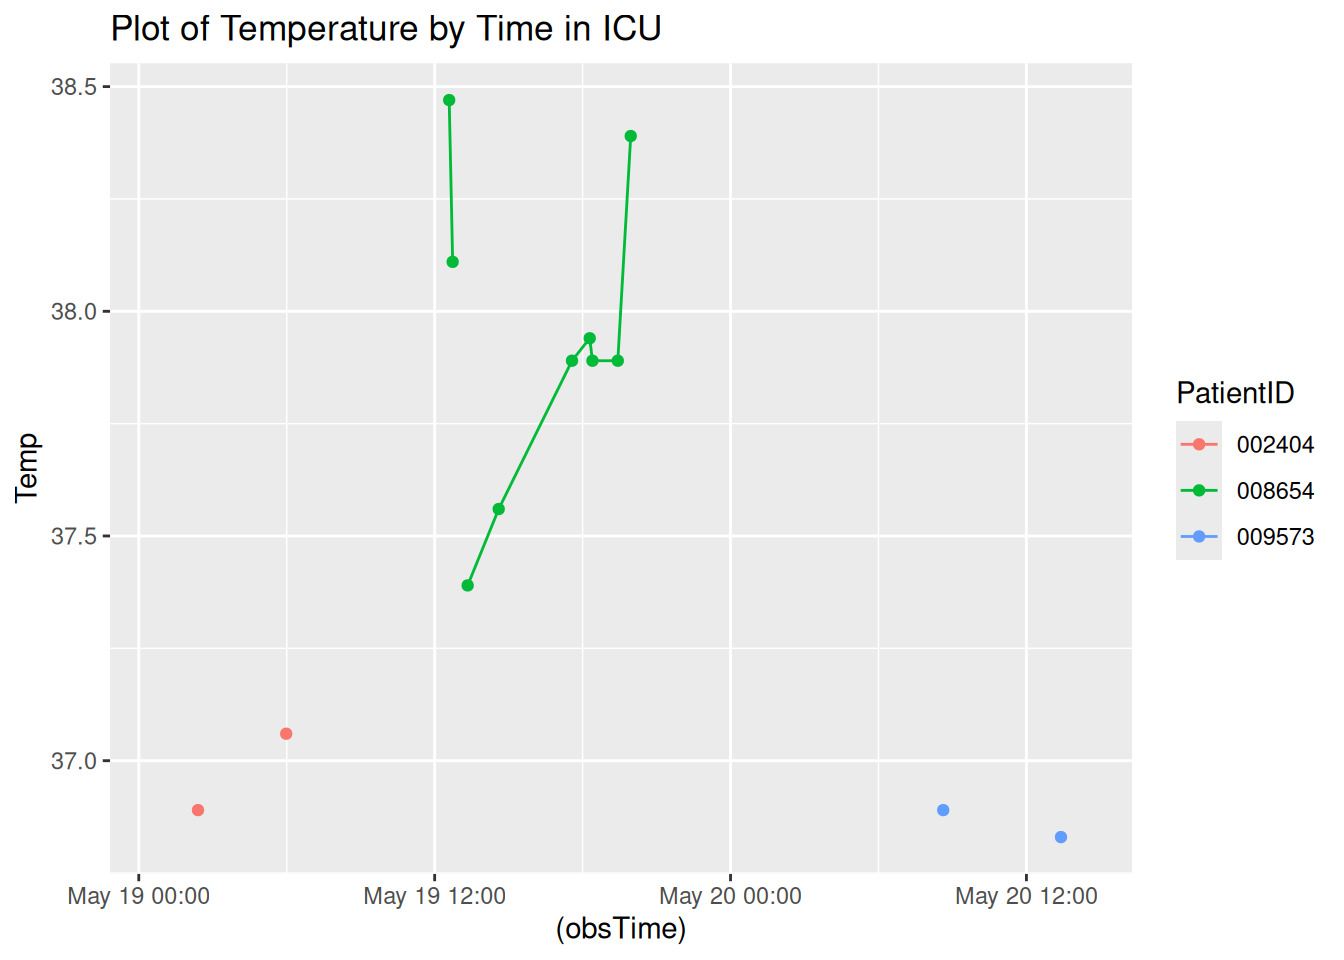 Plot of Temperature by Time in ICU
38.5
38.0
37.5
37.0
Temp
May 19 00:00
May 19 12:00
May 20 00:00
May 20 12:00
(obsTime)
PatientID
002404
008654
009573